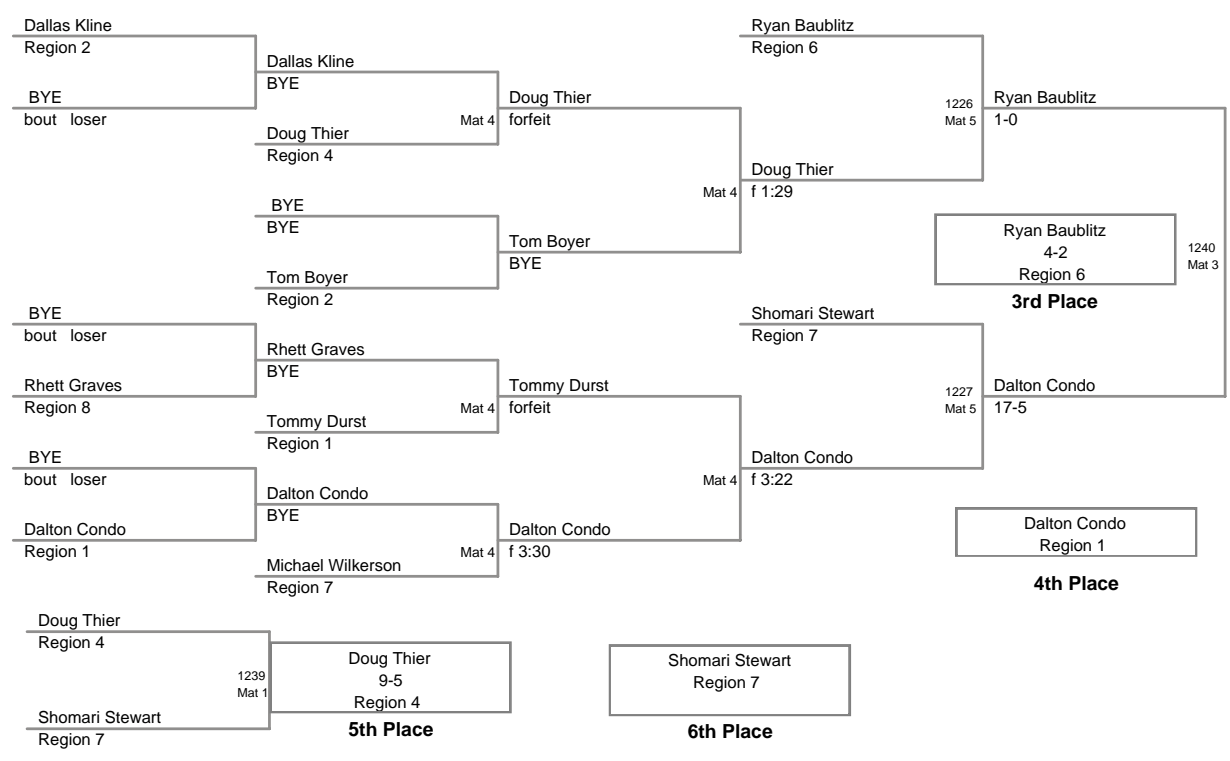 Dallas Kline
Region 2
BYE
bout loser
Dallas Kline
BYE
Mat 4
Doug Thier
Region 4
Doug Thier
forfeit
BYE
BYE
Tom Boyer
Region 2
Tom Boyer
BYE
Mat 4
Doug Thier
f 1:29
Ryan Baublitz
Region 6
1226
Mat 5
Ryan Baublitz
1-0
Ryan Baublitz
4-2
Region 6
3rd Place
1240
Mat 3
BYE
bout loser
Rhett Graves
Region 8
Rhett Graves
BYE
Mat 4
Tommy Durst
Region 1
Tommy Durst
forfeit
BYE
bout loser
Dalton Condo
Region 1
Dalton Condo
BYE
Mat 4
Michael Wilkerson
Region 7
Dalton Condo
f 3:30
Mat 4
Dalton Condo
f 3:22
Shomari Stewart
Region 7
1227
Mat 5
Dalton Condo
17-5
Dalton Condo
Region 1
4th Place
Doug Thier
Region 4
1239
Mat 1
Shomari Stewart
Region 7
Doug Thier
9-5
Region 4
5th Place
Shomari Stewart
Region 7
6th Place